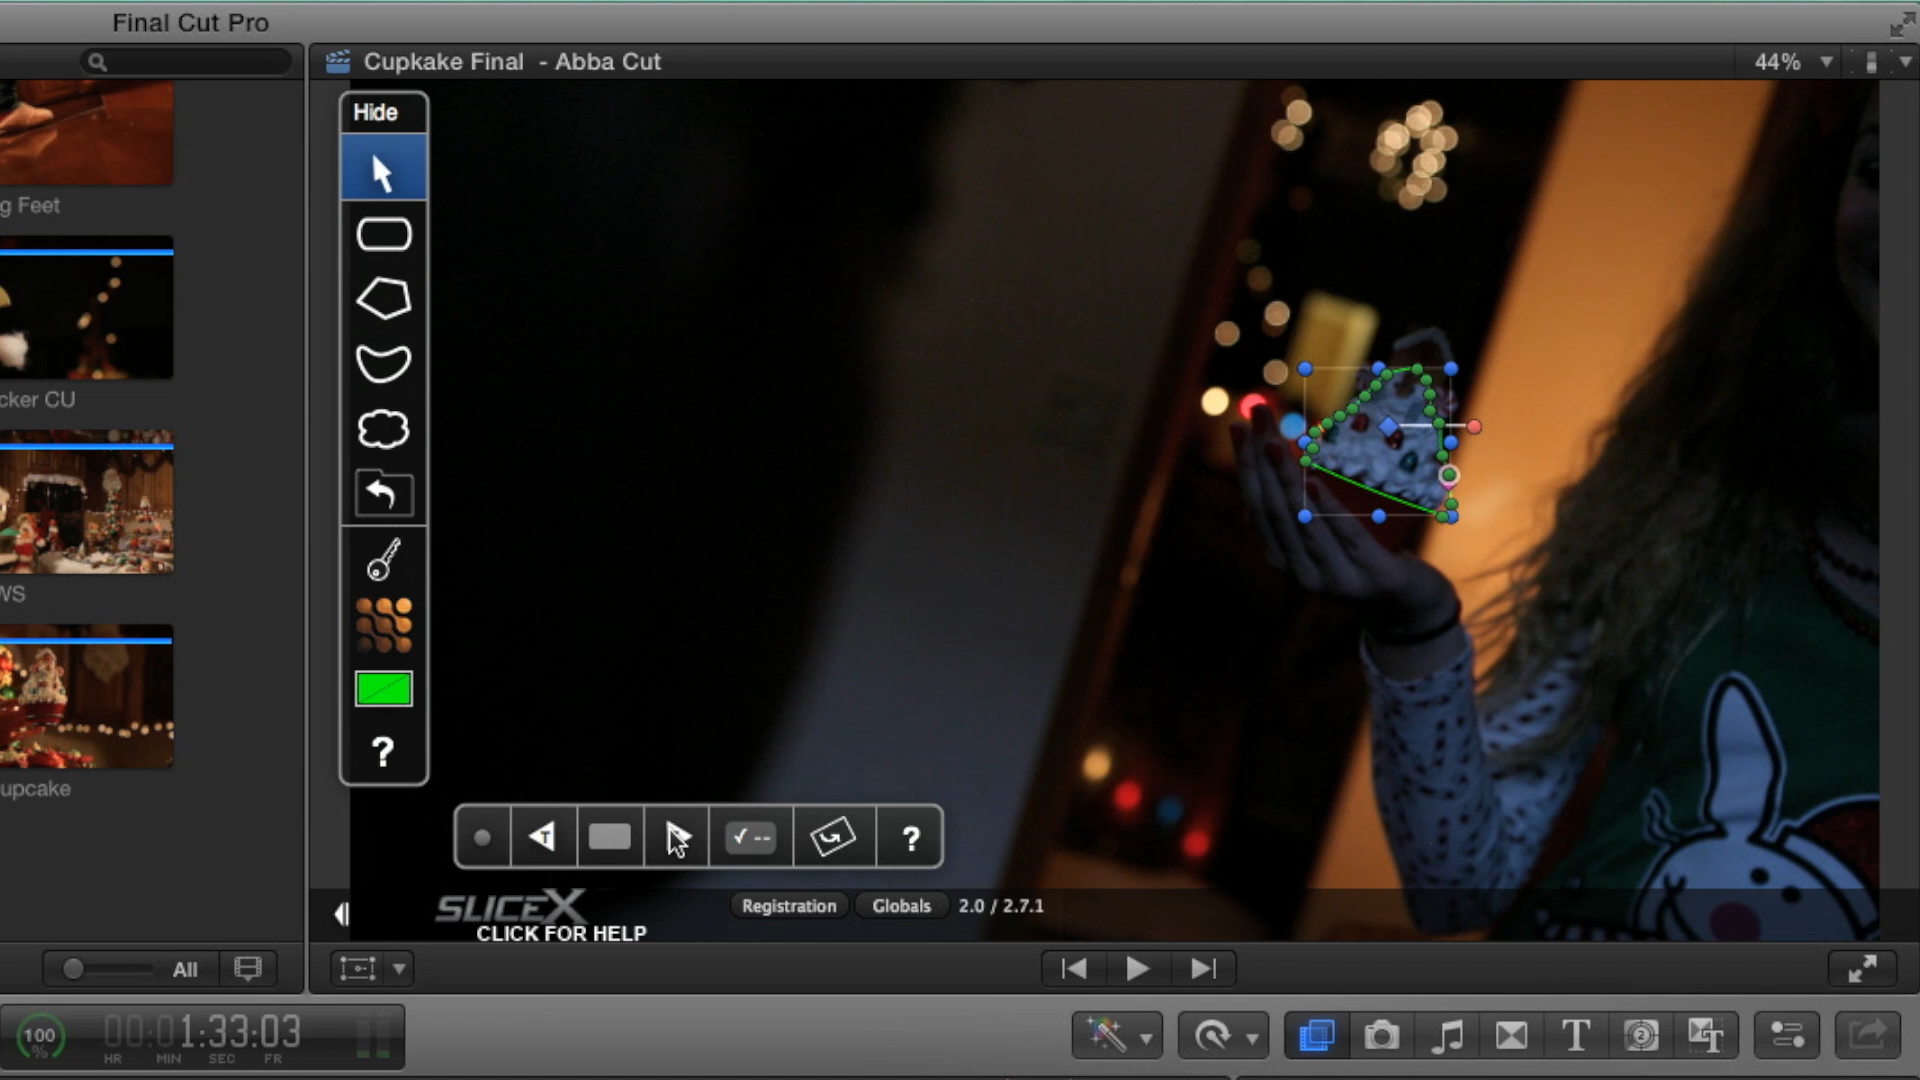 Final Cut Pro
Cupkake Final - Abba Cut
44%
Hide
g Feet
cker CU
WS
upcake
?
T
✓ --
?
SLICEX
CLICK FOR HELP
Registration
Globals
2.0 / 2.7.1
All
100
%
00:01:33:03
HR MIN SEC FR
T
2
T